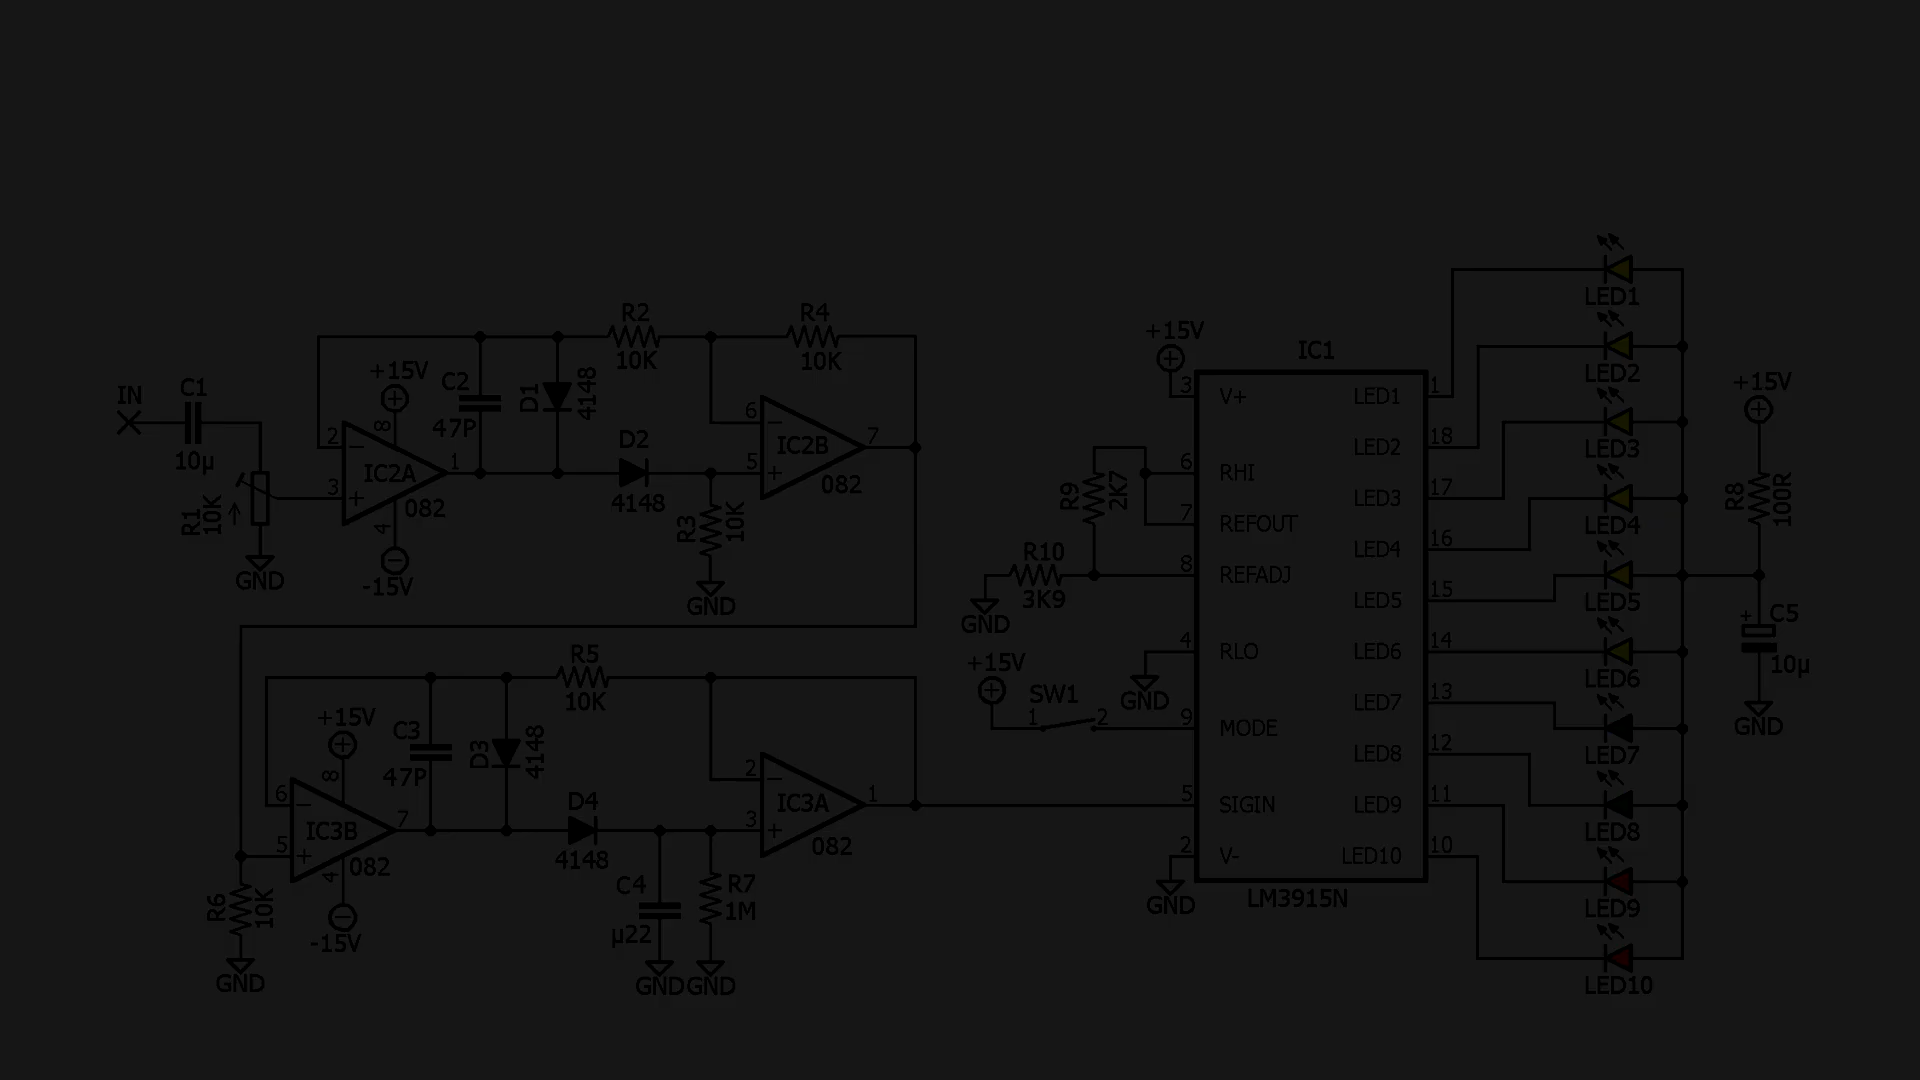 IN
C1
10µ
R1
10K
GND
+15V
8
2
3
IC2A
1
4
082
-15V
C2
47P
D1
4148
R2
10K
R4
10K
D2
4148
R3
10K
GND
6
5
IC2B
7
082
R5
10K
+15V
8
6
5
IC3B
7
4
082
-15V
R6
10K
GND
C3
47P
D3
4148
D4
4148
C4
µ22
GND
R7
1M
GND
2
3
IC3A
1
082
+15V
IC1
3 V+
6 RHI
7 REFOUT
8 REFADJ
4 RLO
9 MODE
5 SIGIN
2 V-
R9
2K7
R10
3K9
GND
GND
+15V
SW1
1 2
GND
LM3915N
LED1 1
LED2 18
LED3 17
LED4 16
LED5 15
LED6 14
LED7 13
LED8 12
LED9 11
LED10 10
LED1
LED2
LED3
LED4
LED5
LED6
LED7
LED8
LED9
LED10
+15V
R8
100R
+
C5
10µ
GND